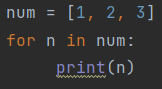 num = [1, 2, 3]
for n in num:
        print(n)